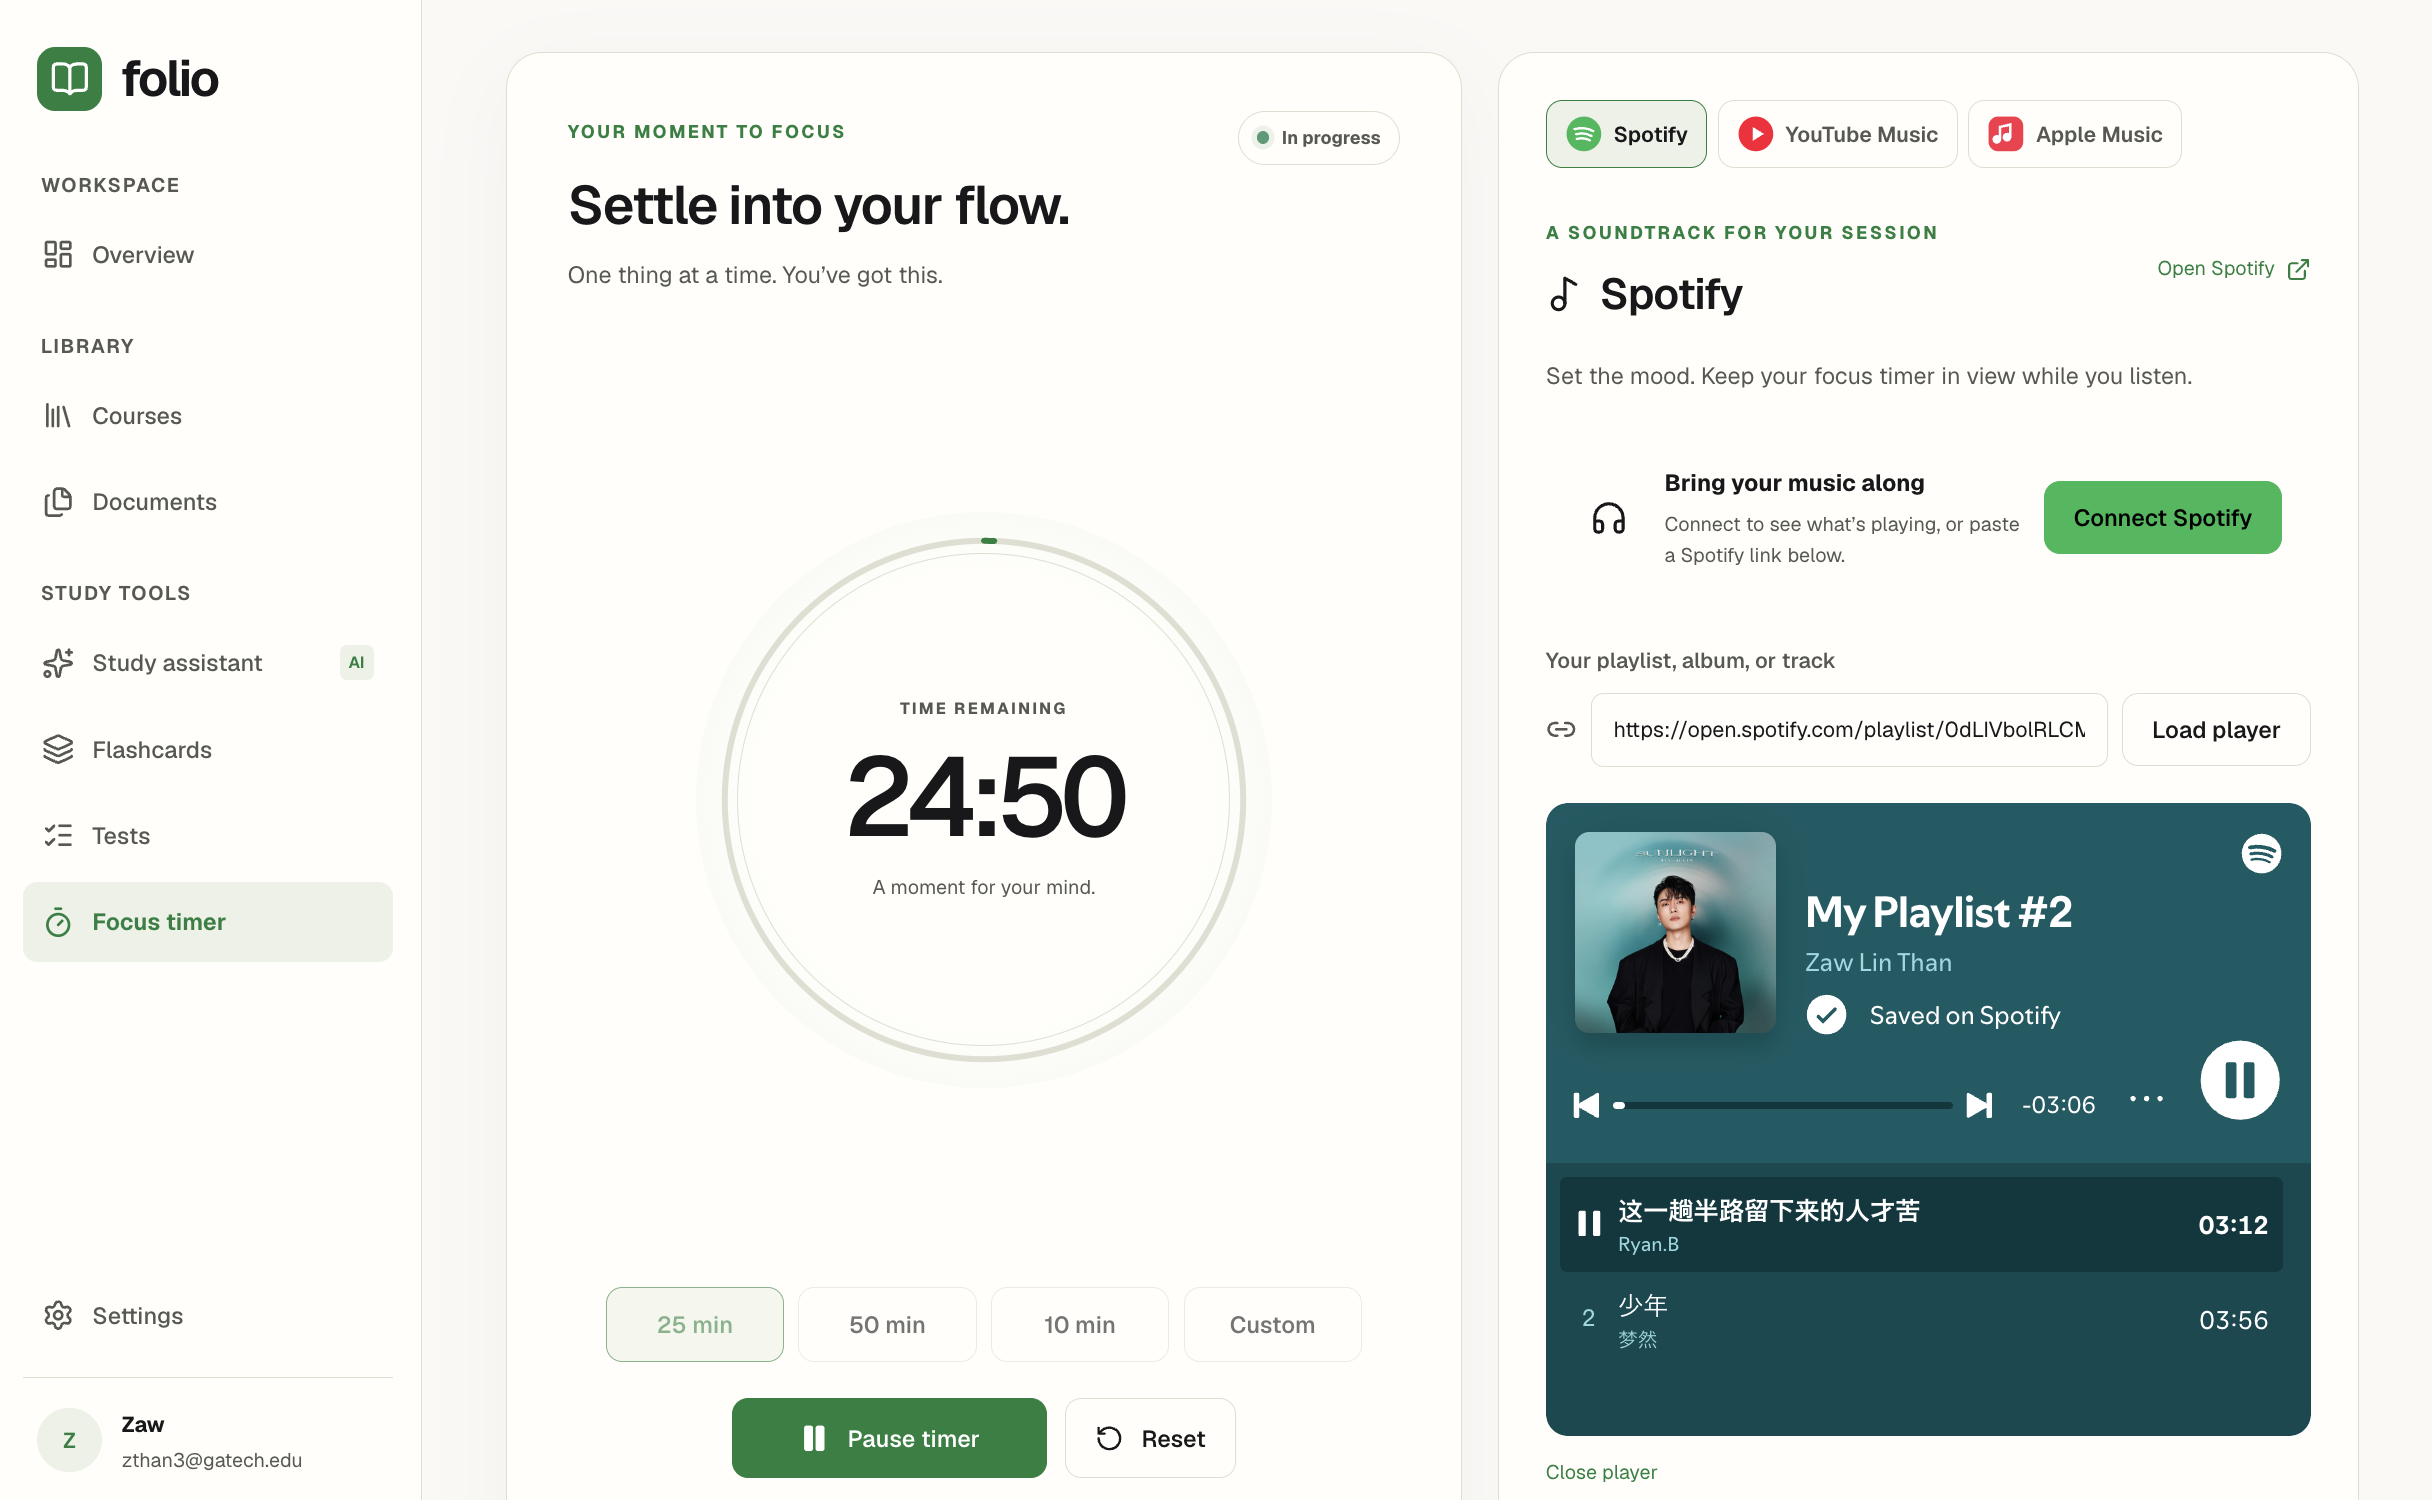 folio
WORKSPACE
Overview
LIBRARY
Courses
Documents
STUDY TOOLS
Study assistant
AI
Flashcards
Tests
Focus timer
Settings
Z
Zaw
zthan3@gatech.edu
YOUR MOMENT TO FOCUS
In progress
Settle into your flow.
One thing at a time. You’ve got this.
TIME REMAINING
24:50
A moment for your mind.
25 min
50 min
10 min
Custom
Pause timer
Reset
Spotify
YouTube Music
Apple Music
A SOUNDTRACK FOR YOUR SESSION
Open Spotify
Spotify
Set the mood. Keep your focus timer in view while you listen.
Bring your music along
Connect to see what’s playing, or paste
a Spotify link below.
Connect Spotify
Your playlist, album, or track
https://open.spotify.com/playlist/0dLIVbolRLCM
Load player
My Playlist #2
Zaw Lin Than
Saved on Spotify
-03:06
这一趟半路留下来的人才苦
Ryan.B
03:12
2
少年
梦然
03:56
Close player